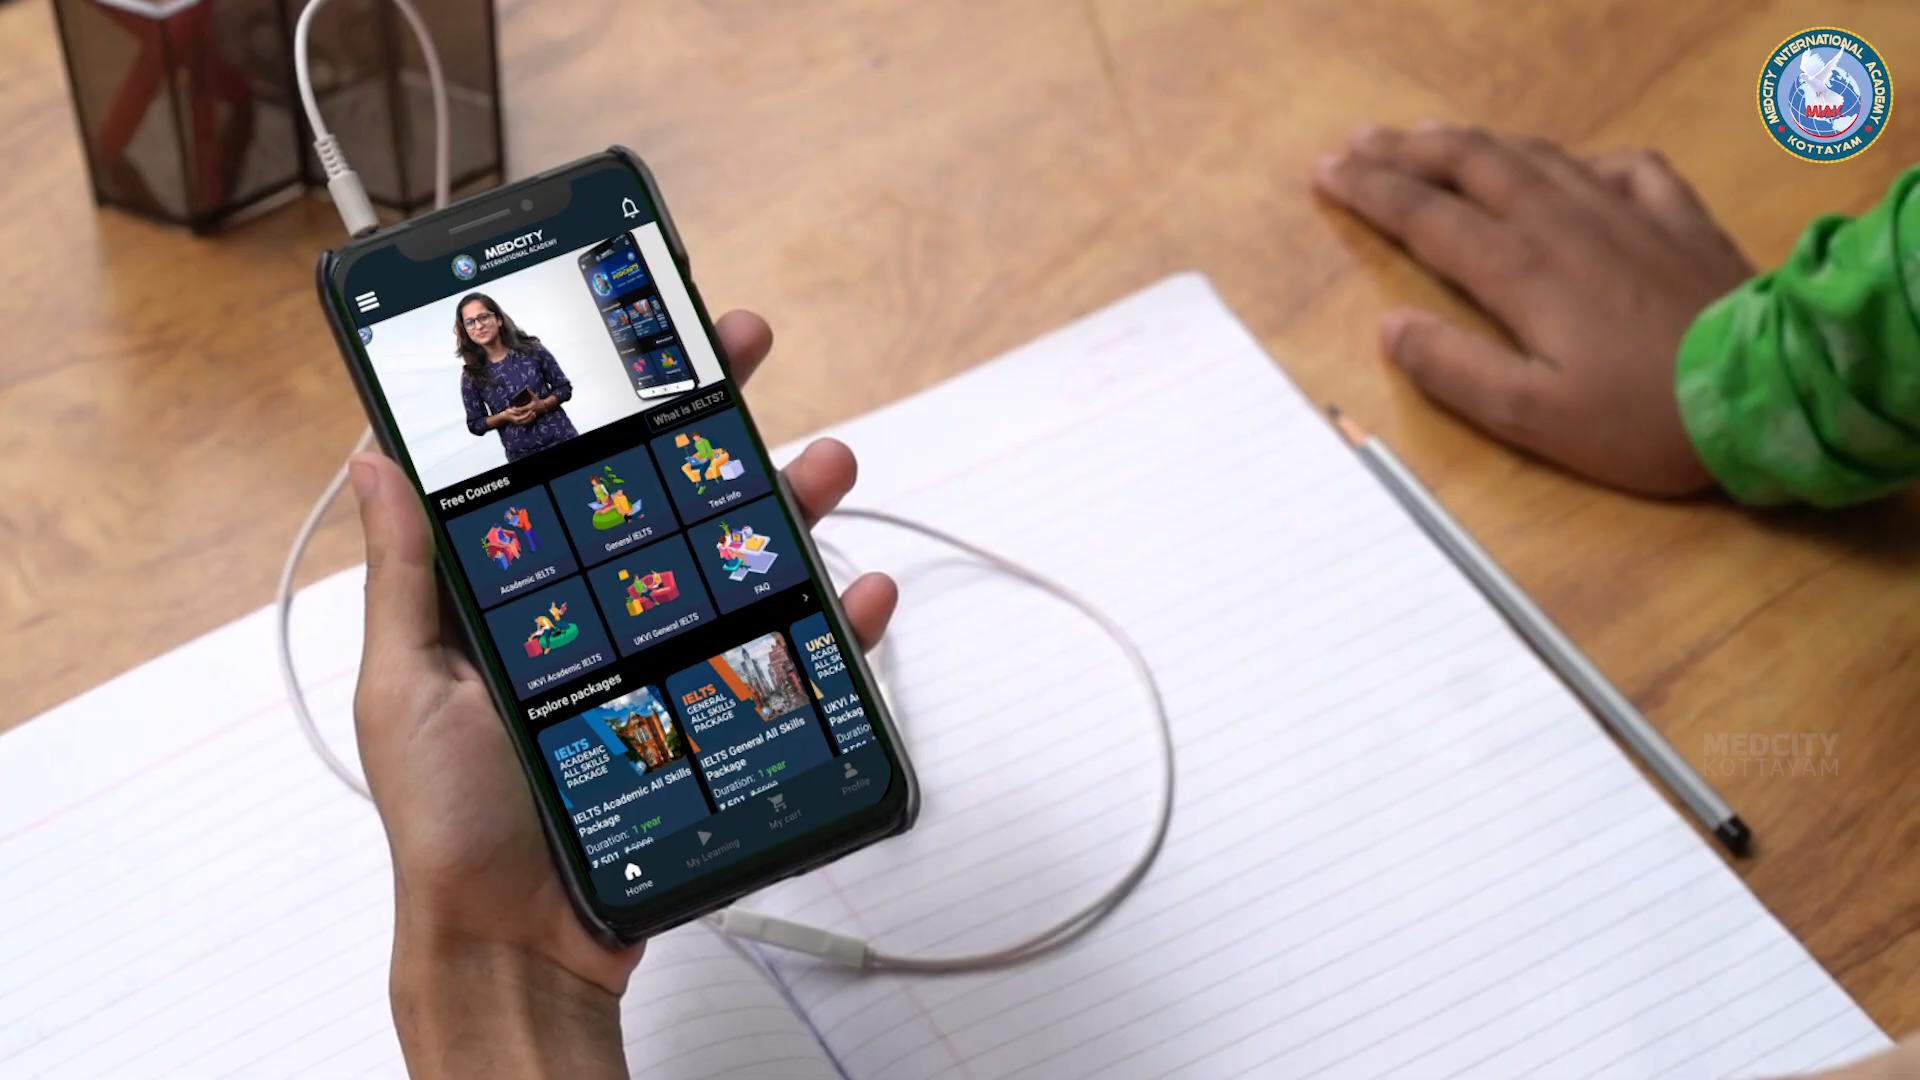 MEDCITY INTERNATIONAL ACADEMY
MIAK
KOTTAYAM
MEDCITY
INTERNATIONAL ACADEMY
What is IELTS?
Free Courses
Academic IELTS
General IELTS
Test info
UKVI Academic IELTS
UKVI General IELTS
FAQ
Explore packages
IELTS
ACADEMIC
ALL SKILLS
PACKAGE
IELTS Academic All Skills
Package
Duration: 1 year
IELTS
GENERAL
ALL SKILLS
PACKAGE
IELTS General All Skills
Package
Duration: 1 year
UKVI
Home
My Learning
My cart
Profile
MEDCITY
KOTTAYAM